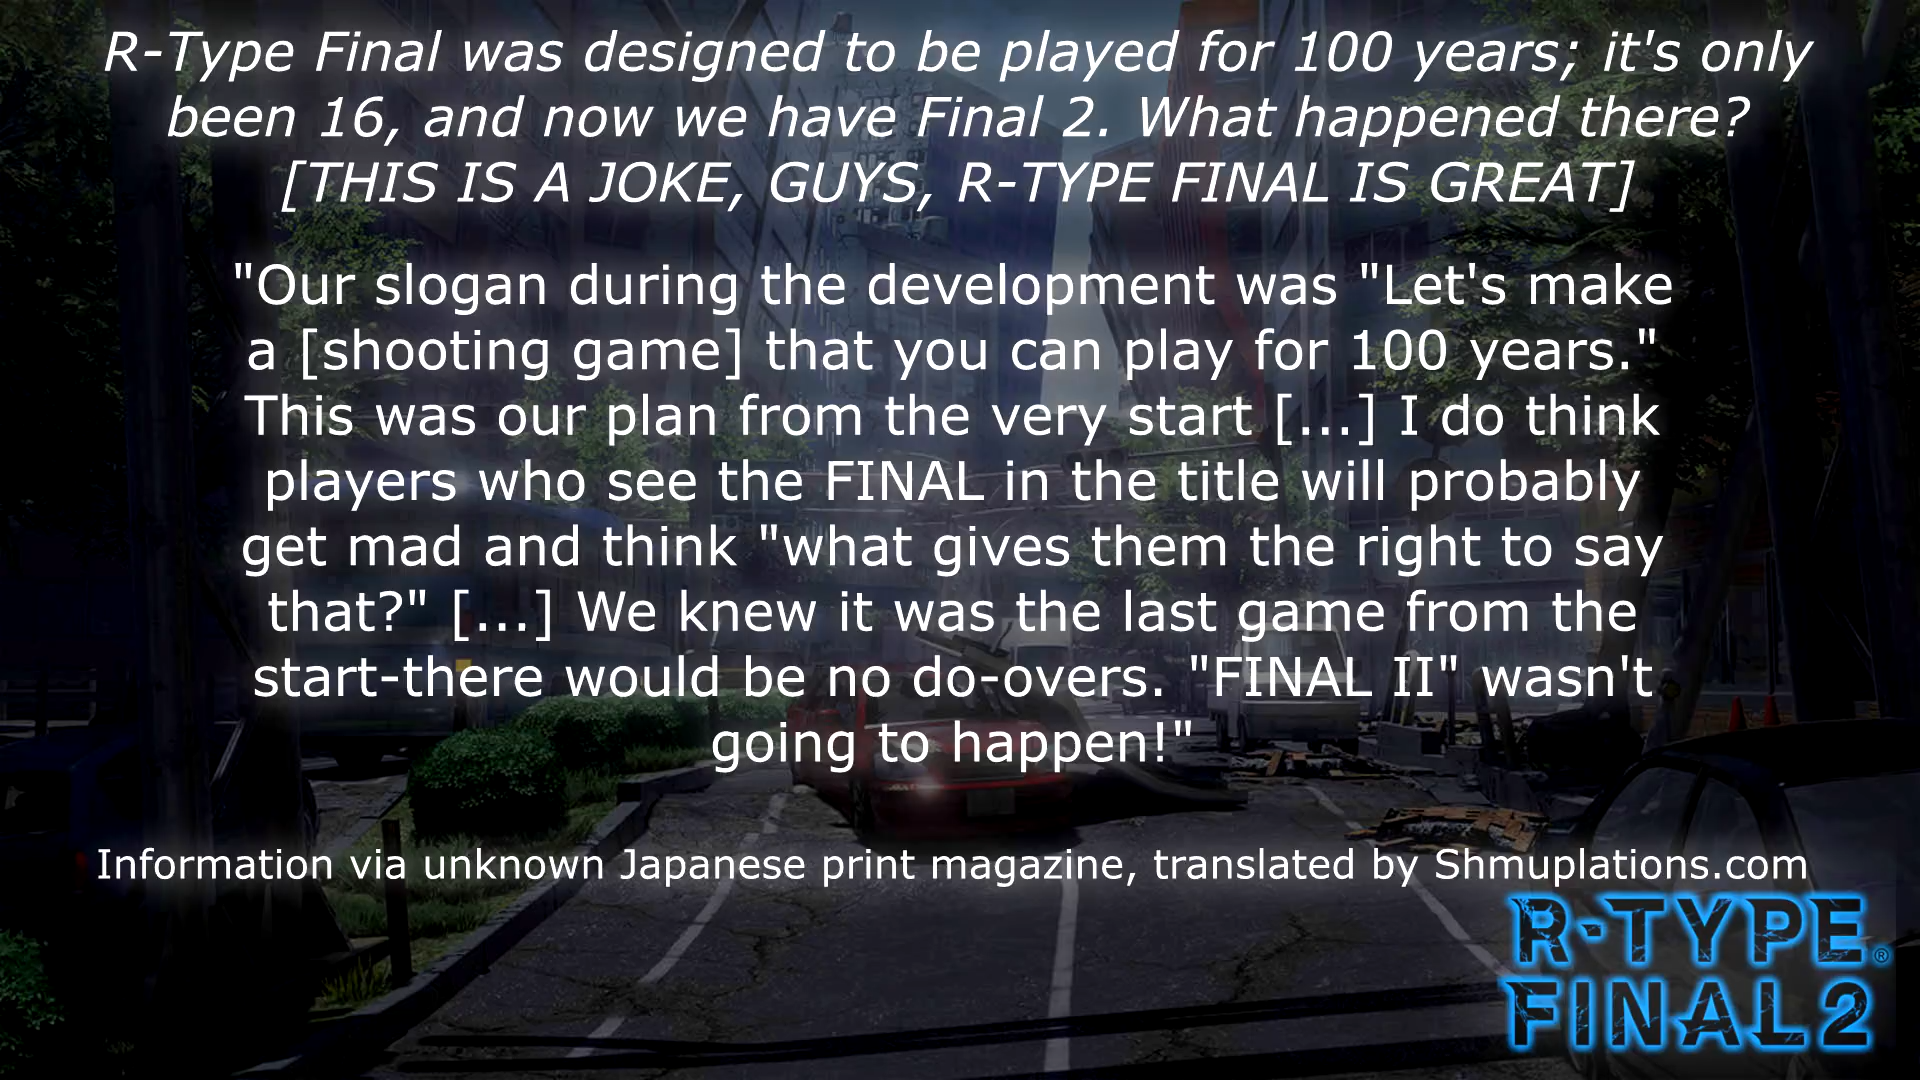 R-Type Final was designed to be played for 100 years; it's only
been 16, and now we have Final 2. What happened there?
[THIS IS A JOKE, GUYS, R-TYPE FINAL IS GREAT]
"Our slogan during the development was "Let's make
a [shooting game] that you can play for 100 years."
This was our plan from the very start [...] I do think
players who see the FINAL in the title will probably
get mad and think "what gives them the right to say
that?" [...] We knew it was the last game from the
start-there would be no do-overs. "FINAL II" wasn't
going to happen!"
Information via unknown Japanese print magazine, translated by Shmuplations.com
R-TYPE®
FINAL 2